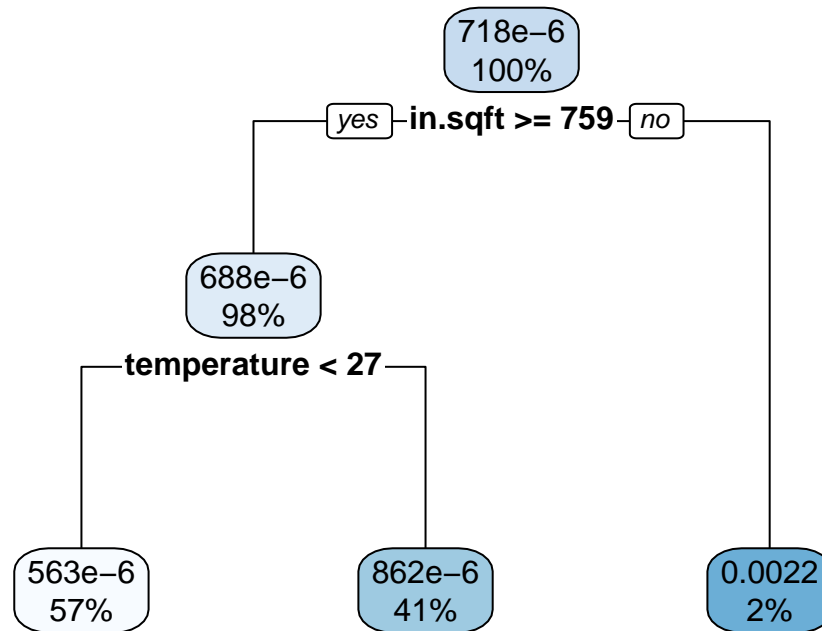 718e−6
100%
yes in.sqft >= 759 no
688e−6
98%
temperature < 27
563e−6
57%
862e−6
41%
0.0022
2%